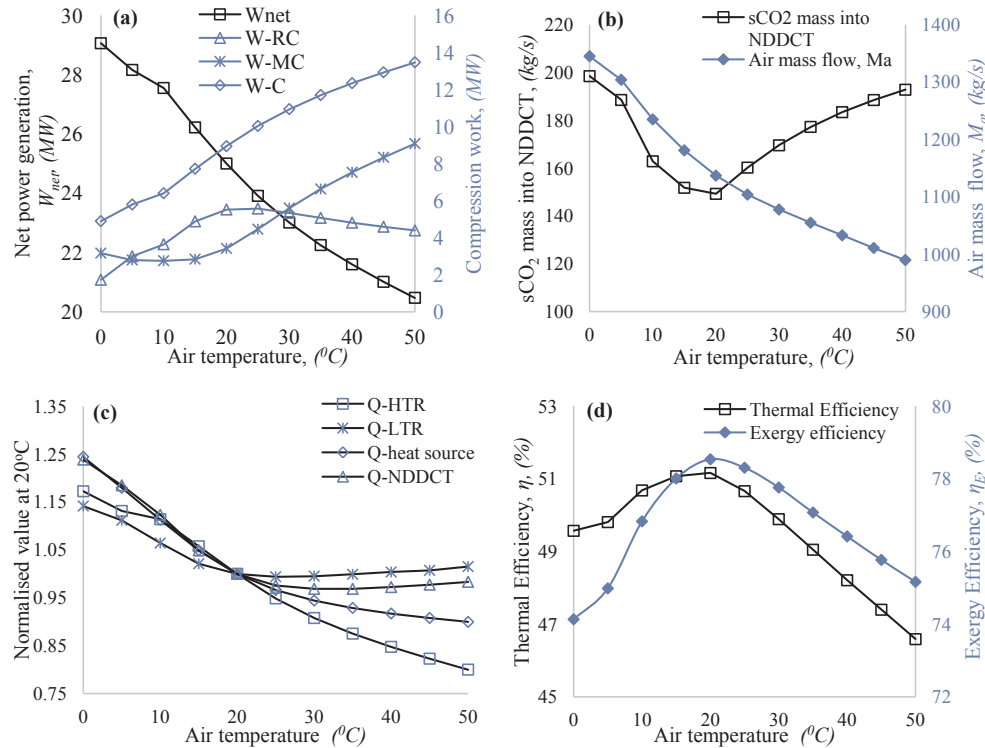 (a)
Wnet
W-RC
W-MC
W-C
Net power generation,
Wnet, (MW)
30
28
26
24
22
20
16
14
12
10
8
6
4
2
0
Compression work, (MW)
0 10 20 30 40 50
Air temperature, (⁰C)
(b)
sCO2 mass into
NDDCT
Air mass flow, Ma
sCO₂ mass into NDDCT, (kg/s)
220
200
180
160
140
120
100
1400
1300
1200
1100
1000
900
Air mass flow, Ma, (kg/s)
0 10 20 30 40 50
Air temperature, (⁰C)
(c)
Q-HTR
Q-LTR
Q-heat source
Q-NDDCT
Normalised value at 20⁰C
1.35
1.25
1.15
1.05
0.95
0.85
0.75
0 10 20 30 40 50
Air temperature (⁰C)
(d)
Thermal Efficiency
Exergy efficiency
Thermal Efficiency, η, (%)
53
51
49
47
45
80
78
76
74
72
Exergy Efficiency, ηE, (%)
0 10 20 30 40 50
Air temperature (⁰C)